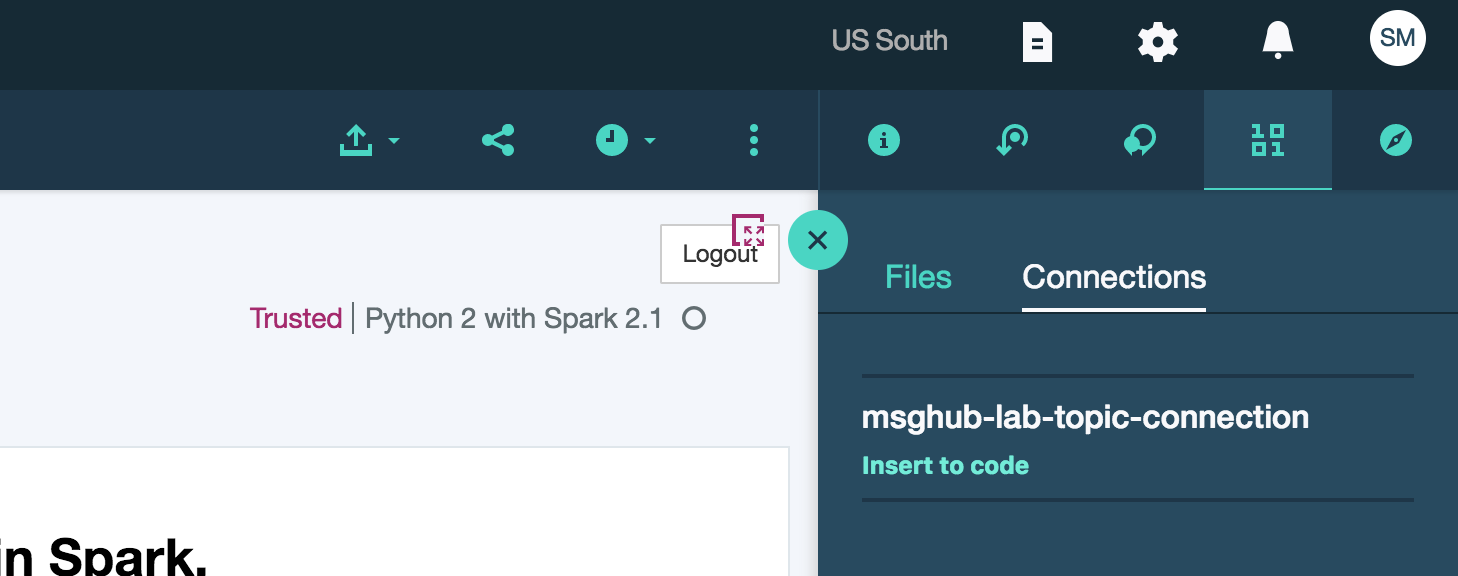 US South
SM
Logout
Files
Connections
Trusted
Python 2 with Spark 2.1
msghub-lab-topic-connection
Insert to code
in Spark.